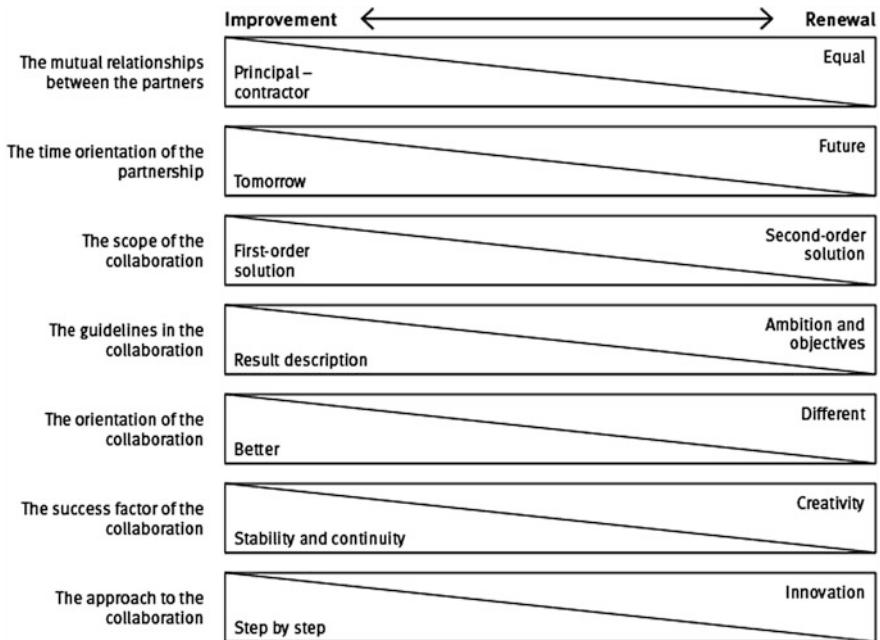 Improvement Renewal
The mutual relationships
between the partners
Equal
Principal –
contractor
The time orientation of the
partnership
Future
Tomorrow
The scope of the
collaboration
Second-order
solution
First-order
solution
The guidelines in the
collaboration
Ambition and
objectives
Result description
The orientation of the
collaboration
Different
Better
The success factor of the
collaboration
Creativity
Stability and continuity
The approach to the
collaboration
Innovation
Step by step